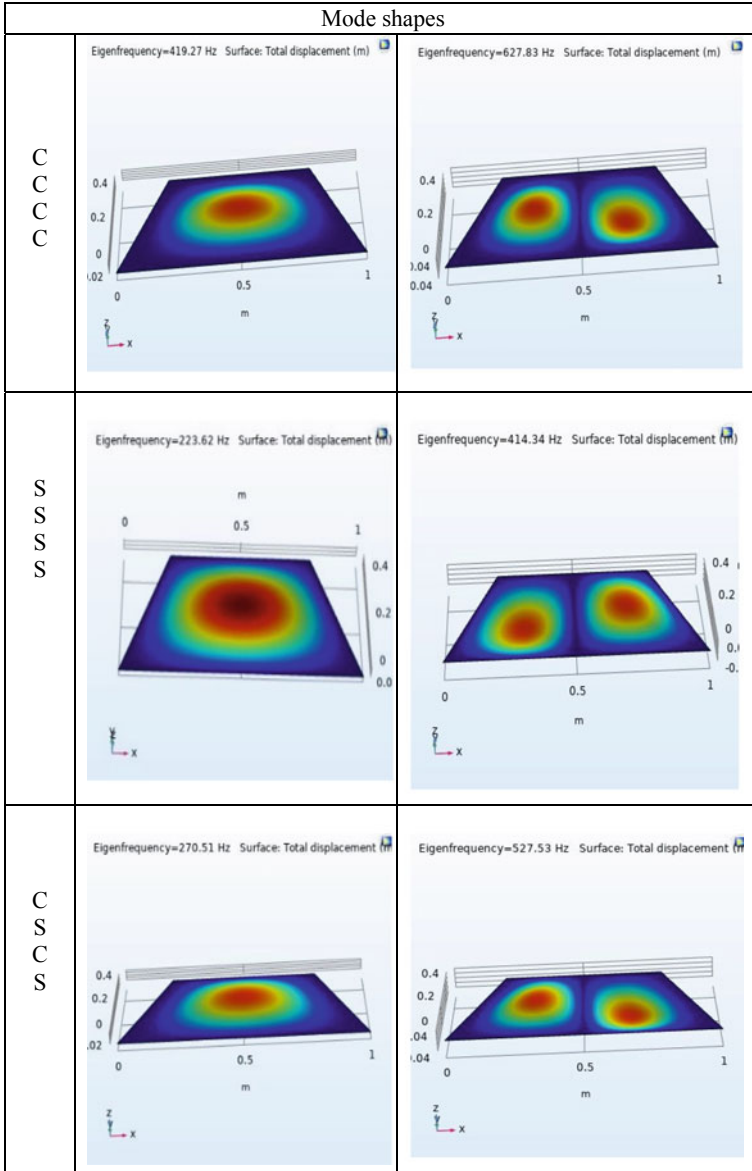 Mode shapes
C
C
C
C
Eigenfrequency=419.27 Hz Surface: Total displacement (m)
0.4
0.2
0
.02
0
0.5
1
m
z
y
x
Eigenfrequency=627.83 Hz Surface: Total displacement (m)
0.4
0.2
0
0.04
0.04
0
0.5
1
m
z
y
x
S
S
S
S
Eigenfrequency=223.62 Hz Surface: Total displacement (m)
m
0
0.5
1
0.4
0.2
0
0.0
y
z
x
Eigenfrequency=414.34 Hz Surface: Total displacement (m)
0.4
0.2
0
0.0
-0.
0
0.5
1
m
z
y
x
C
S
C
S
Eigenfrequency=270.51 Hz Surface: Total displacement (m
0.4
0.2
0
.02
0
0.5
1
m
z
y
x
Eigenfrequency=527.53 Hz Surface: Total displacement (m
0.4
0.2
0
.04
0.04
0
0.5
1
m
z
y
x